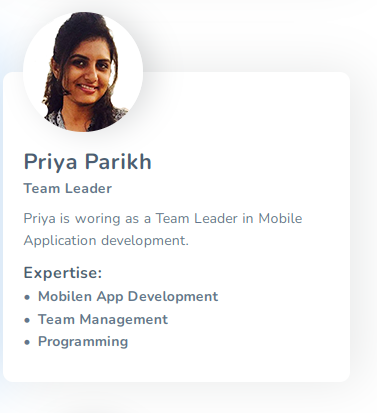 Priya Parikh
Team Leader
Priya is woring as a Team Leader in Mobile
Application development.
Expertise:
• Mobilen App Development
• Team Management
• Programming